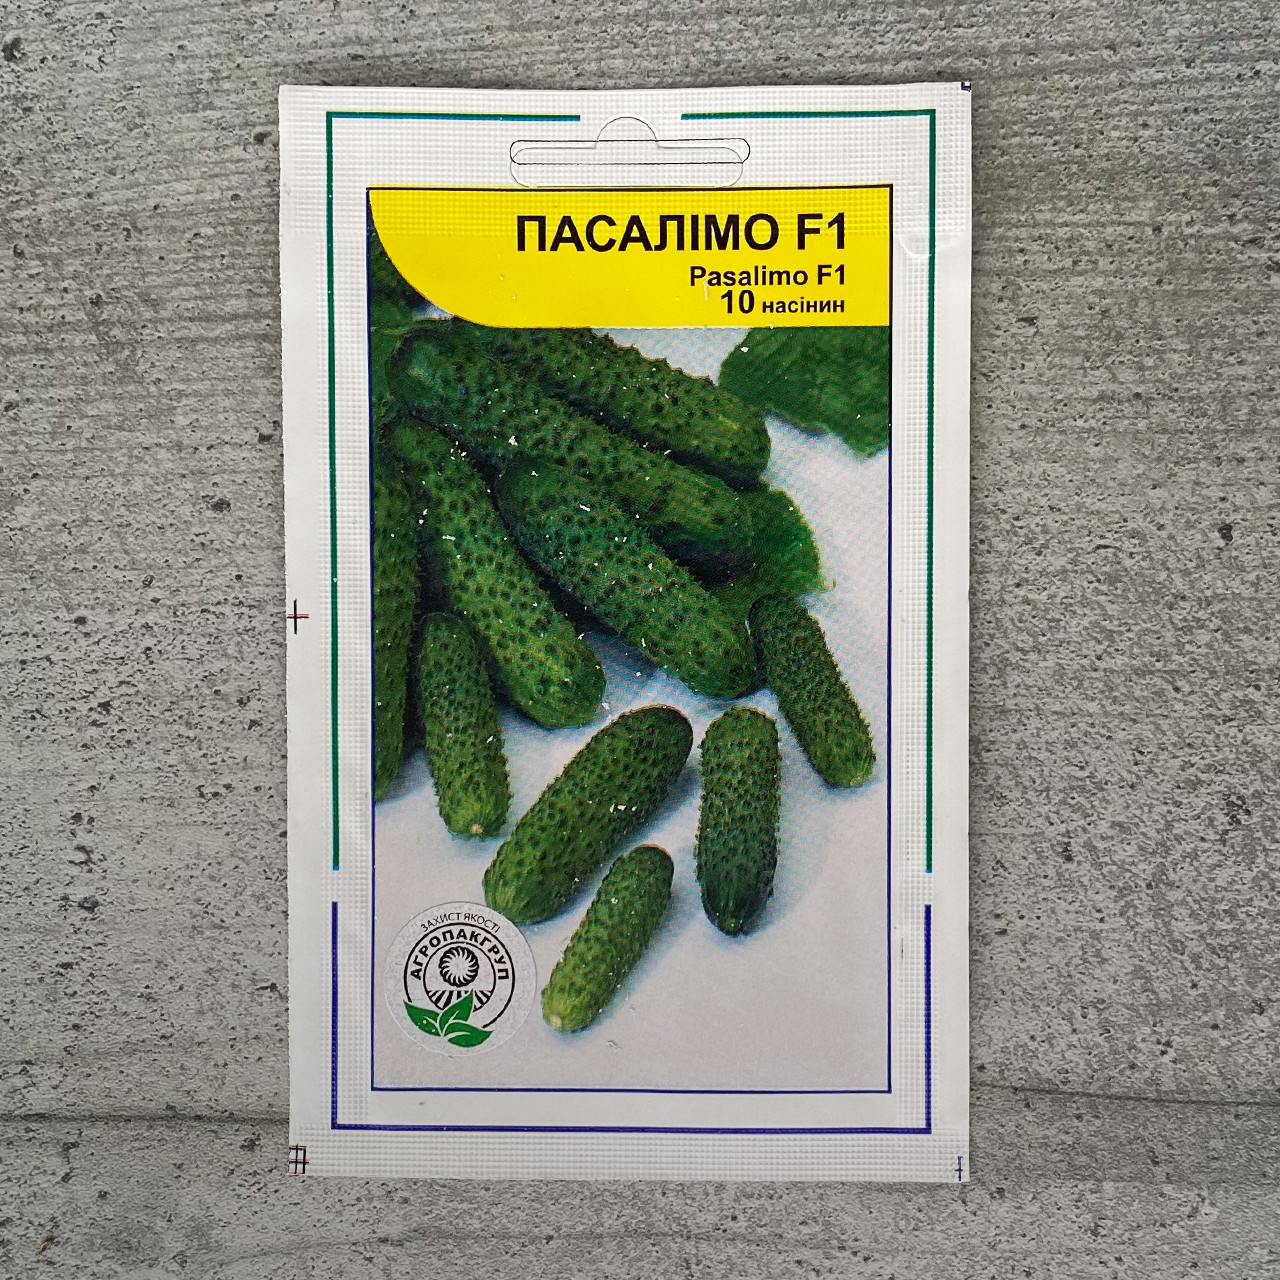 ПАСАЛІМО F1
Pasalimo F1
10 насінин
ЗАХИСТ ЯКОСТІ
АГРОПАКГРУП